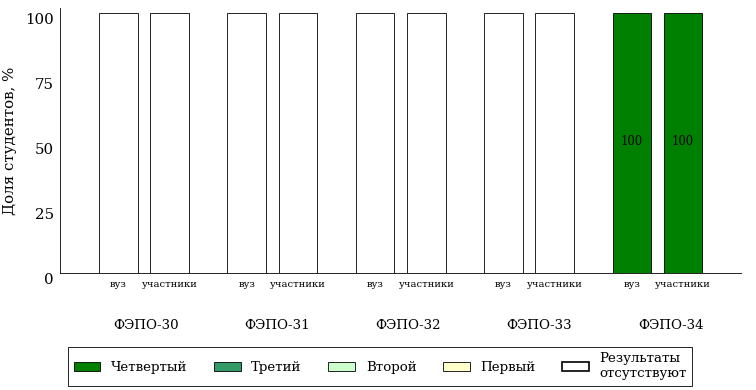 Доля студентов, %
100
75
50
25
0
100 100
вуз участники вуз участники вуз участники вуз участники вуз участники
ФЭПО-30 ФЭПО-31 ФЭПО-32 ФЭПО-33 ФЭПО-34
Четвертый Третий Второй Первый Результаты
отсутствуют